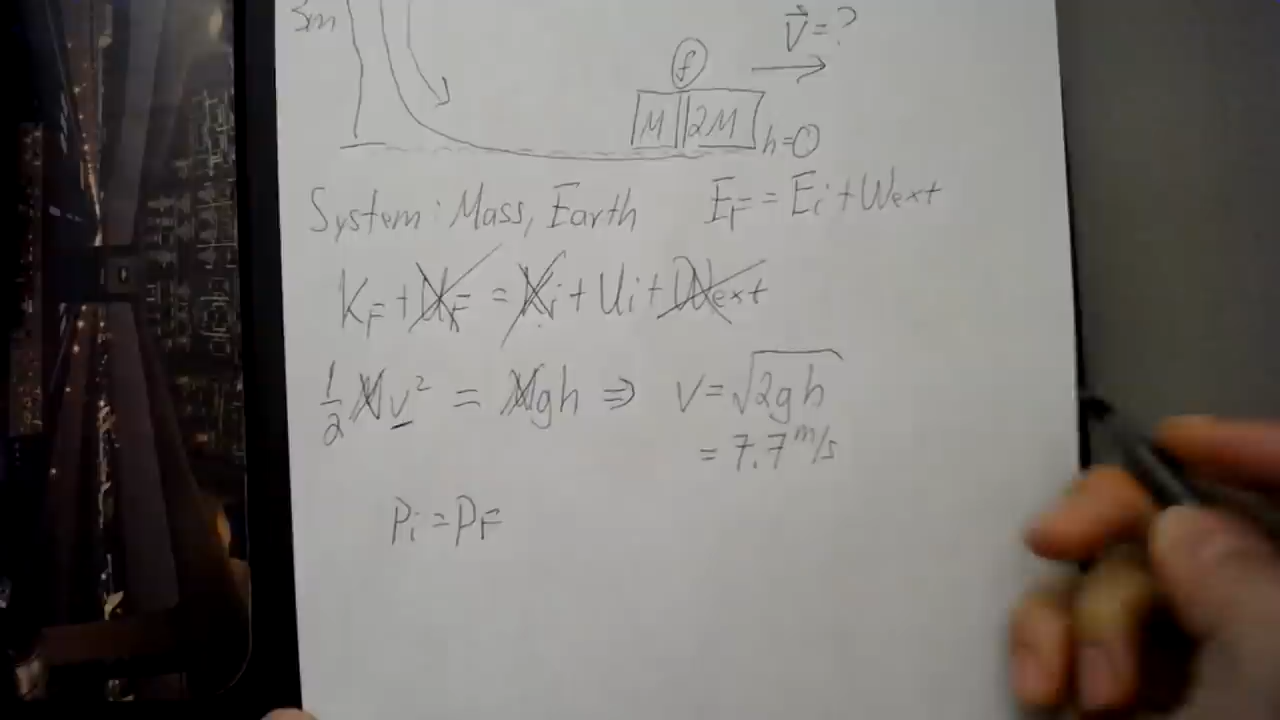 3m
V⃗=?
f
M 2M
h=0
System: Mass, Earth EF=Ei+Wext
KF+UF=Ki+Ui+Wext
1/2 Mv² = Mgh ⇒ V=√2gh
= 7.7 m/s
Pi=PF